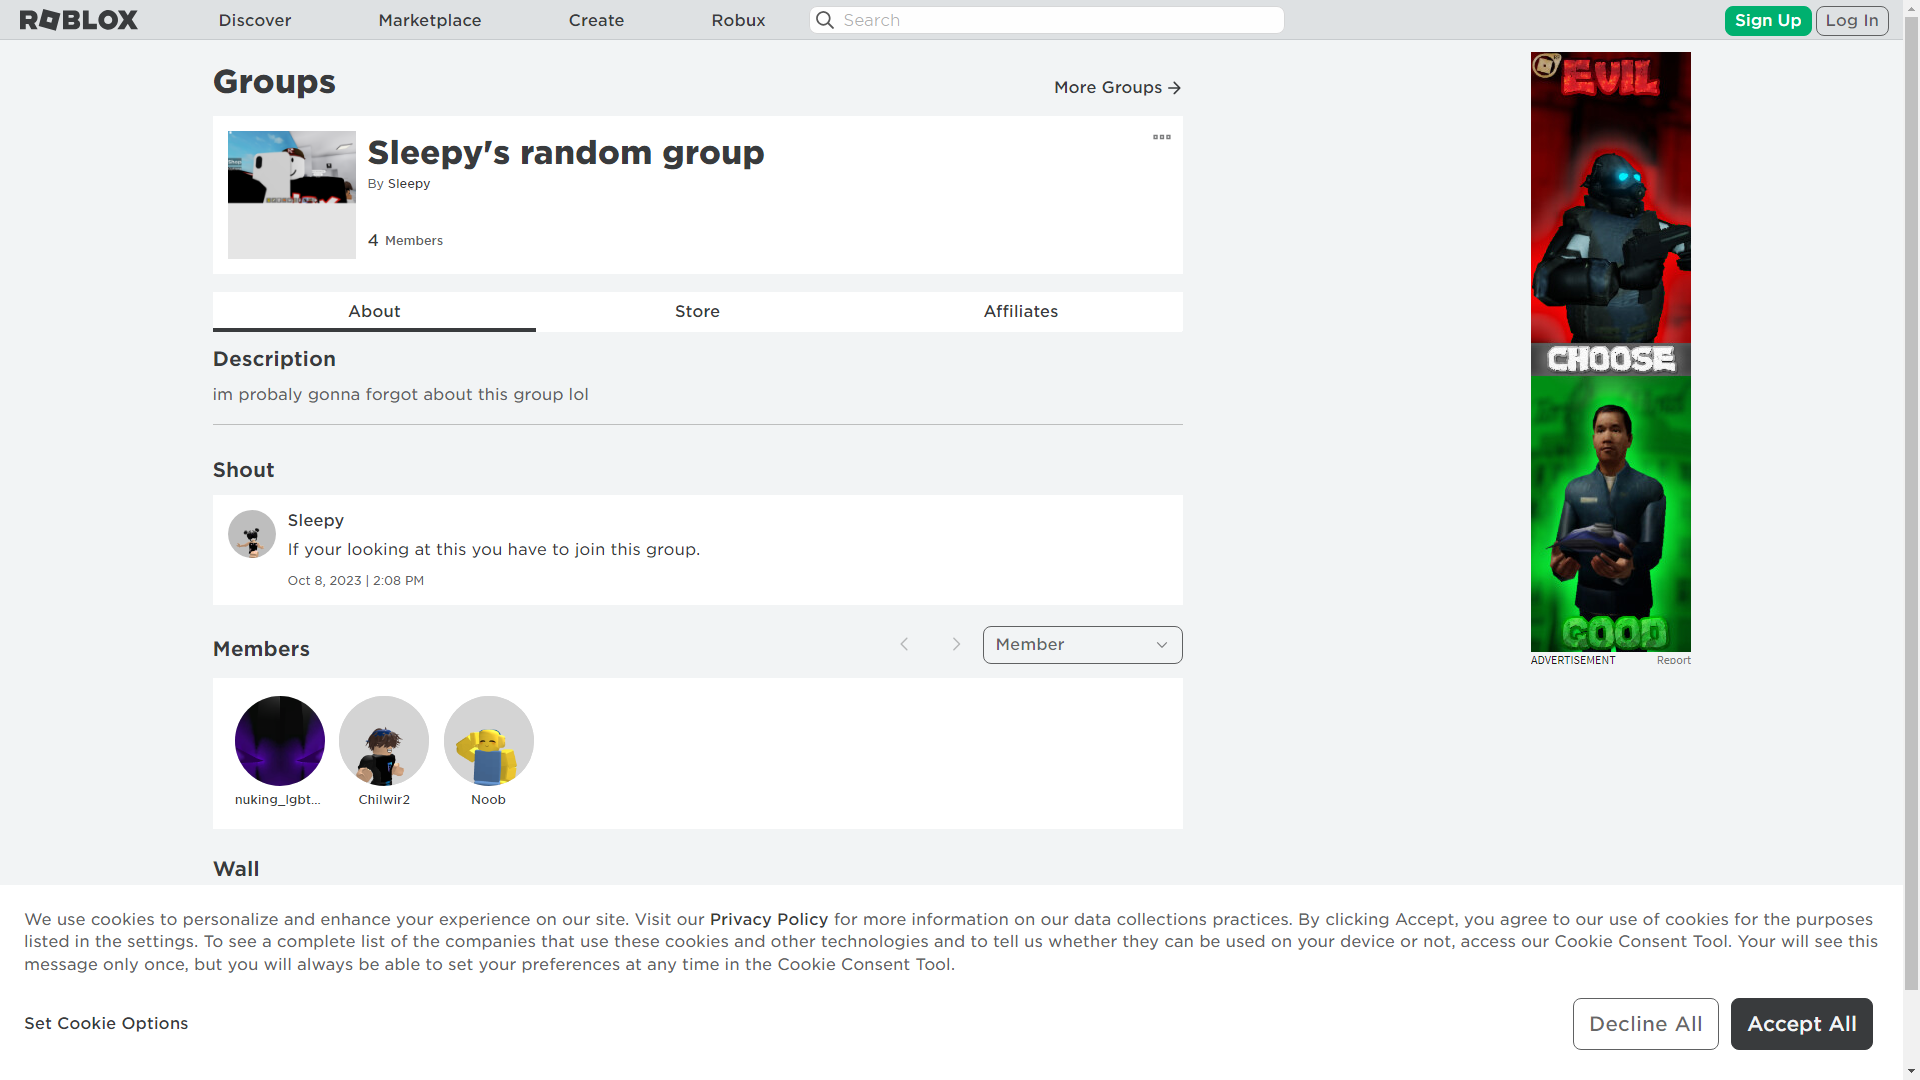 ROBLOX
Discover
Marketplace
Create
Robux
Search
Sign Up
Log In
Groups
More Groups
Sleepy's random group
By Sleepy
4 Members
About
Store
Affiliates
Description
im probaly gonna forgot about this group lol
Shout
Sleepy
If your looking at this you have to join this group.
Oct 8, 2023 | 2:08 PM
Members
Member
nuking_lgbt...
Chilwir2
Noob
Wall
EVIL
CHOOSE
GOOD
ADVERTISEMENT
Report
We use cookies to personalize and enhance your experience on our site. Visit our Privacy Policy for more information on our data collections practices. By clicking Accept, you agree to our use of cookies for the purposes
listed in the settings. To see a complete list of the companies that use these cookies and other technologies and to tell us whether they can be used on your device or not, access our Cookie Consent Tool. Your will see this
message only once, but you will always be able to set your preferences at any time in the Cookie Consent Tool.
Set Cookie Options
Decline All
Accept All